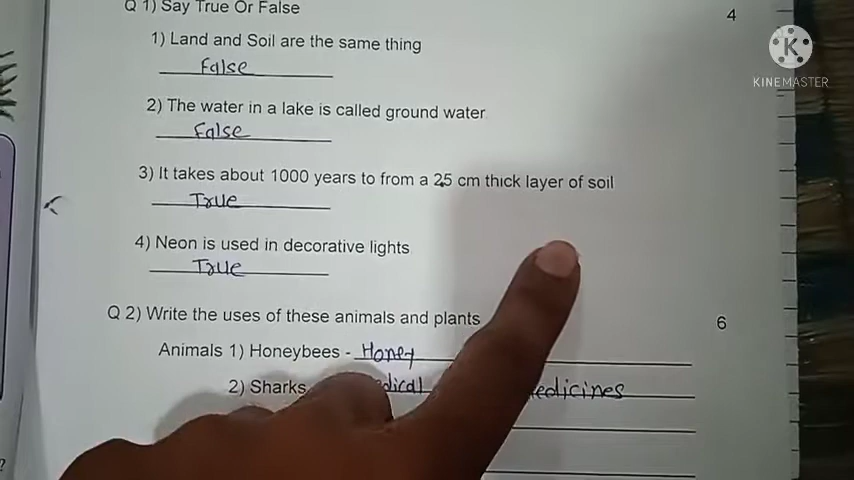 Q 1) Say True Or False
4
1) Land and Soil are the same thing
False
2) The water in a lake is called ground water
False
3) It takes about 1000 years to from a 2.5 cm thick layer of soil
True
4) Neon is used in decorative lights
True
Q 2) Write the uses of these animals and plants
6
Animals 1) Honeybees - Honey
2) Sharks
KINEMASTER